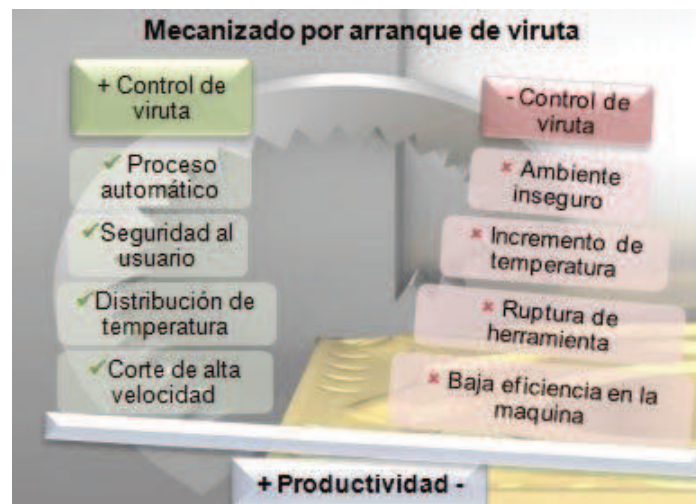 Mecanizado por arranque de viruta
+ Control de
viruta
✓ Proceso
automático
✓Seguridad al
usuario
✓Distribución de
temperatura
✓Corte de alta
velocidad
- Control de
viruta
× Ambiente
inseguro
× Incremento de
temperatura
× Ruptura de
herramienta
× Baja eficiencia en la
maquina
+ Productividad -